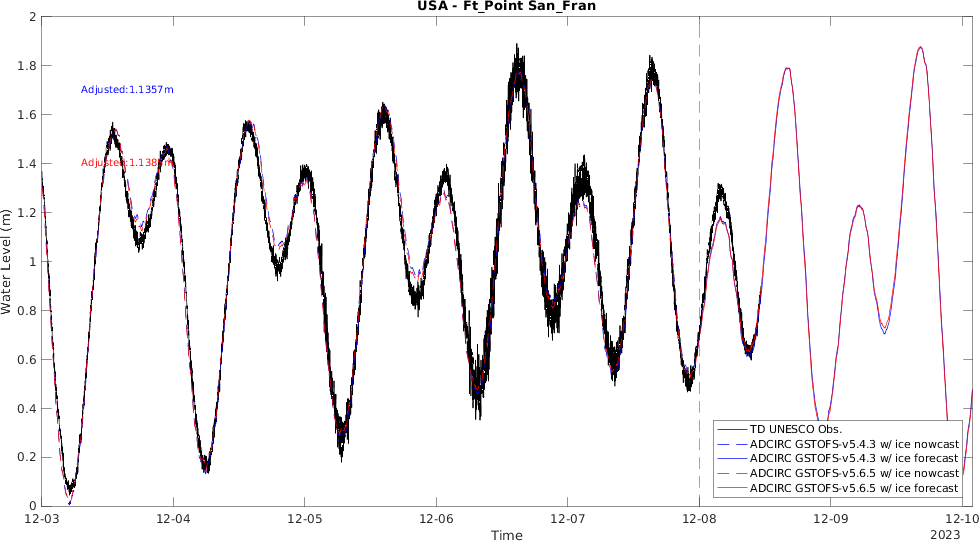 USA - Ft_Point San_Fran
2
1.8
1.6
1.4
1.2
1
0.8
0.6
0.4
0.2
0
Water Level (m)
Adjusted:1.1357m
TD UNESCO Obs.
ADCIRC GSTOFS-v5.4.3 w/ ice nowcast
ADCIRC GSTOFS-v5.4.3 w/ ice forecast
ADCIRC GSTOFS-v5.6.5 w/ ice nowcast
ADCIRC GSTOFS-v5.6.5 w/ ice forecast
12-03 12-04 12-05 12-06 12-07 12-08 12-09 12-10
Time
2023